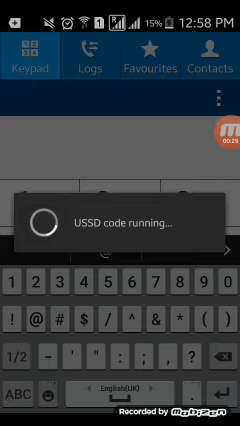 15% 12:58 PM
Keypad Logs Favourites Contacts
00:29
USSD code running...
@
1 2 3 4 5 6 7 8 9 0
! @ # $ / ^ & * ( )
1/2 - ' " : ; , ?
ABC English(UK) .
Recorded by Mobizen